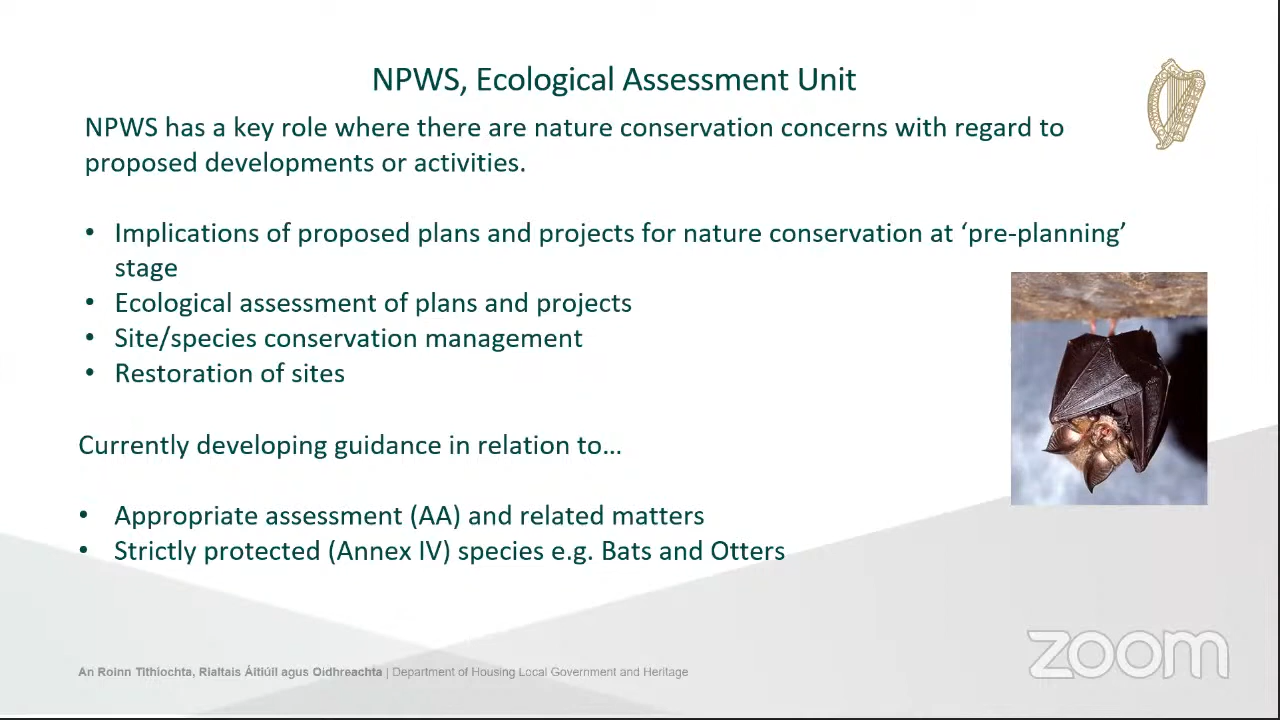 NPWS, Ecological Assessment Unit
NPWS has a key role where there are nature conservation concerns with regard to
proposed developments or activities.
• Implications of proposed plans and projects for nature conservation at ‘pre-planning’
stage
• Ecological assessment of plans and projects
• Site/species conservation management
• Restoration of sites
Currently developing guidance in relation to…
• Appropriate assessment (AA) and related matters
• Strictly protected (Annex IV) species e.g. Bats and Otters
An Roinn Tithíochta, Rialtais Áitiúil agus Oidhreachta | Department of Housing Local Government and Heritage
zoom